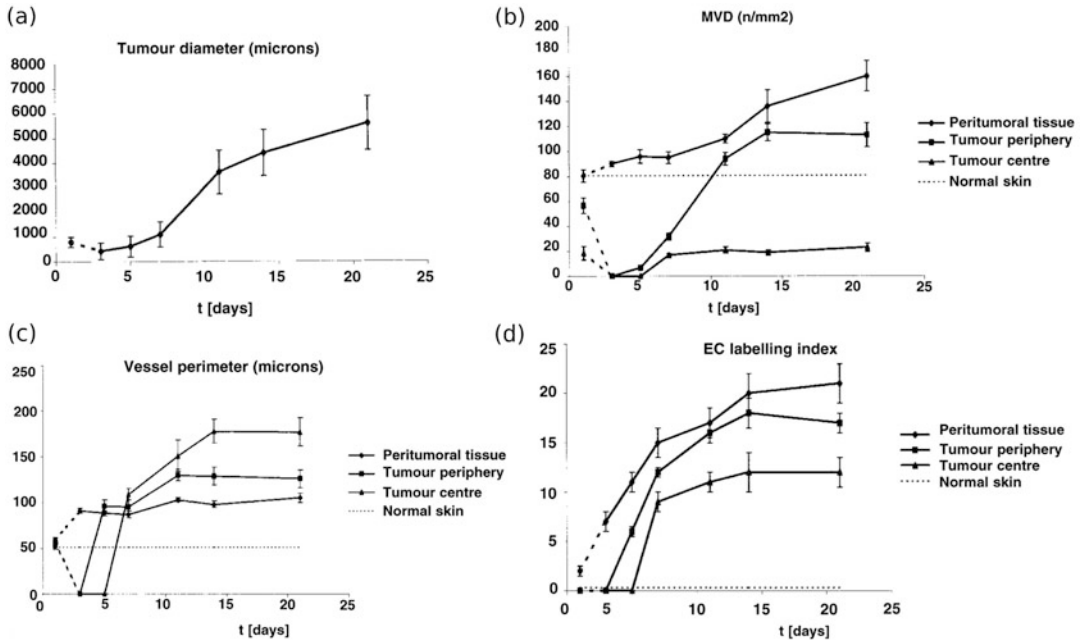 (a)
Tumour diameter (microns)
8000
7000
6000
5000
4000
3000
2000
1000
0
0 5 10 15 20 25
t [days]
(b)
MVD (n/mm2)
200
180
160
140
120
100
80
60
40
20
0
0 5 10 15 20 25
t [days]
Peritumoral tissue
Tumour periphery
Tumour centre
Normal skin
(c)
Vessel perimeter (microns)
250
200
150
100
50
0
0 5 10 15 20 25
t [days]
Peritumoral tissue
Tumour periphery
Tumour centre
Normal skin
(d)
EC labelling index
25
20
15
10
5
0
0 5 10 15 20 25
t [days]
Peritumoral tissue
Tumour periphery
Tumour centre
Normal skin